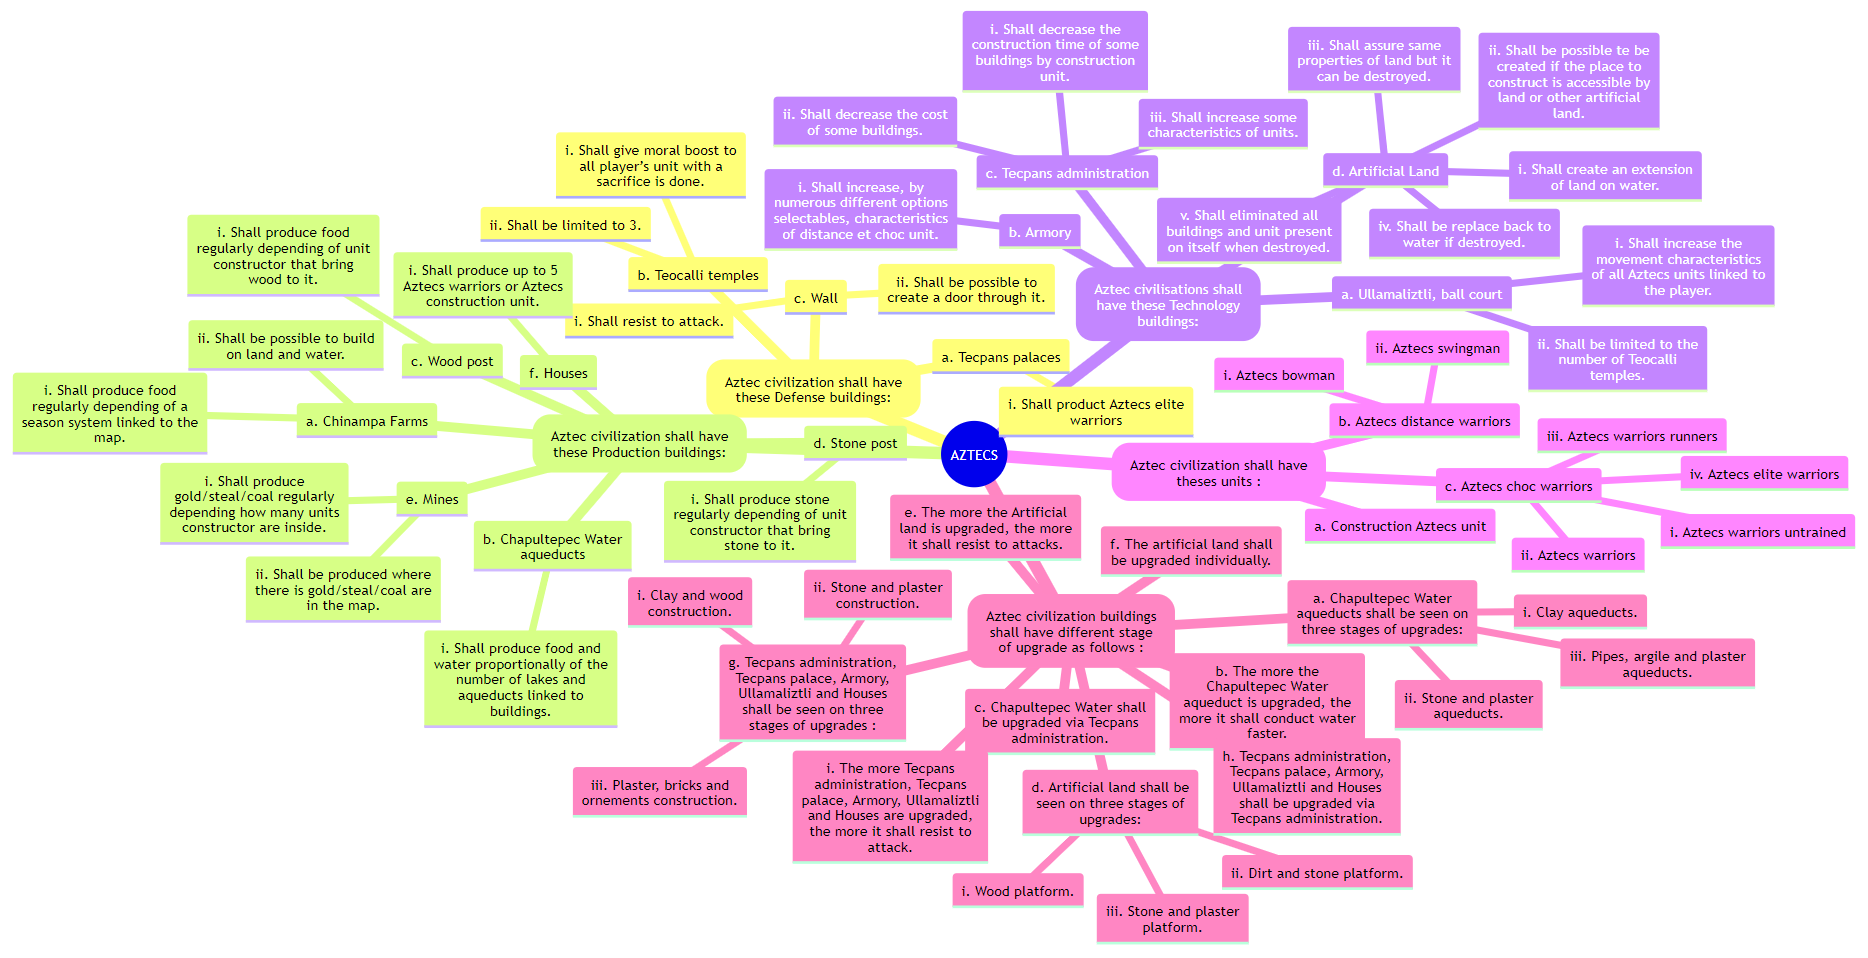 AZTECS
Aztec civilization shall have
these Defense buildings:
a. Tecpans palaces
i. Shall product Aztecs elite
warriors
b. Teocalli temples
i. Shall give moral boost to
all player’s unit with a
sacrifice is done.
ii. Shall be limited to 3.
c. Wall
i. Shall resist to attack.
ii. Shall be possible to
create a door through it.
Aztec civilization shall have
these Production buildings:
a. Chinampa Farms
i. Shall produce food
regularly depending of a
season system linked to the
map.
ii. Shall be possible to build
on land and water.
b. Chapultepec Water
aqueducts
i. Shall produce food and
water proportionally of the
number of lakes and
aqueducts linked to
buildings.
c. Wood post
i. Shall produce food
regularly depending of unit
constructor that bring
wood to it.
d. Stone post
i. Shall produce stone
regularly depending of unit
constructor that bring
stone to it.
e. Mines
i. Shall produce
gold/steal/coal regularly
depending how many units
constructor are inside.
ii. Shall be produced where
there is gold/steal/coal are
in the map.
f. Houses
i. Shall produce up to 5
Aztecs warriors or Aztecs
construction unit.
Aztec civilisations shall
have these Technology
buildings:
a. Ullamaliztli, ball court
i. Shall increase the
movement characteristics
of all Aztecs units linked to
the player.
ii. Shall be limited to the
number of Teocalli
temples.
b. Armory
i. Shall increase, by
numerous different options
selectables, characteristics
of distance et choc unit.
c. Tecpans administration
i. Shall decrease the
construction time of some
buildings by construction
unit.
ii. Shall decrease the cost
of some buildings.
iii. Shall increase some
characteristics of units.
d. Artificial Land
i. Shall create an extension
of land on water.
ii. Shall be possible te be
created if the place to
construct is accessible by
land or other artificial
land.
iii. Shall assure same
properties of land but it
can be destroyed.
iv. Shall be replace back to
water if destroyed.
v. Shall eliminated all
buildings and unit present
on itself when destroyed.
Aztec civilization shall have
theses units :
a. Construction Aztecs unit
b. Aztecs distance warriors
i. Aztecs bowman
ii. Aztecs swingman
c. Aztecs choc warriors
i. Aztecs warriors untrained
ii. Aztecs warriors
iii. Aztecs warriors runners
iv. Aztecs elite warriors
Aztec civilization buildings
shall have different stage
of upgrade as follows :
a. Chapultepec Water
aqueducts shall be seen on
three stages of upgrades:
i. Clay aqueducts.
ii. Stone and plaster
aqueducts.
iii. Pipes, argile and plaster
aqueducts.
b. The more the
Chapultepec Water
aqueduct is upgraded, the
more it shall conduct water
faster.
c. Chapultepec Water shall
be upgraded via Tecpans
administration.
d. Artificial land shall be
seen on three stages of
upgrades:
i. Wood platform.
ii. Dirt and stone platform.
iii. Stone and plaster
platform.
e. The more the Artificial
land is upgraded, the more
it shall resist to attacks.
f. The artificial land shall
be upgraded individually.
g. Tecpans administration,
Tecpans palace, Armory,
Ullamaliztli and Houses
shall be seen on three
stages of upgrades :
i. Clay and wood
construction.
ii. Stone and plaster
construction.
iii. Plaster, bricks and
ornements construction.
h. Tecpans administration,
Tecpans palace, Armory,
Ullamaliztli and Houses
shall be upgraded via
Tecpans administration.
i. The more Tecpans
administration, Tecpans
palace, Armory, Ullamaliztli
and Houses are upgraded,
the more it shall resist to
attack.